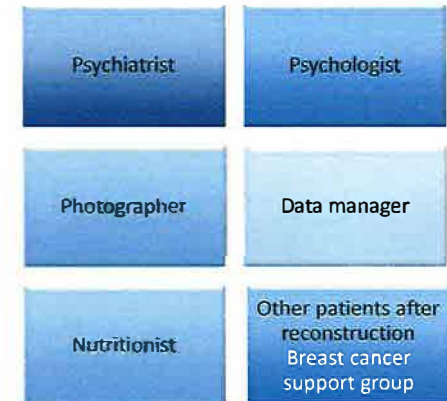 Psychiatrist
Psychologist
Photographer
Data manager
Nutritionist
Other patients after
reconstruction
Breast cancer
support group